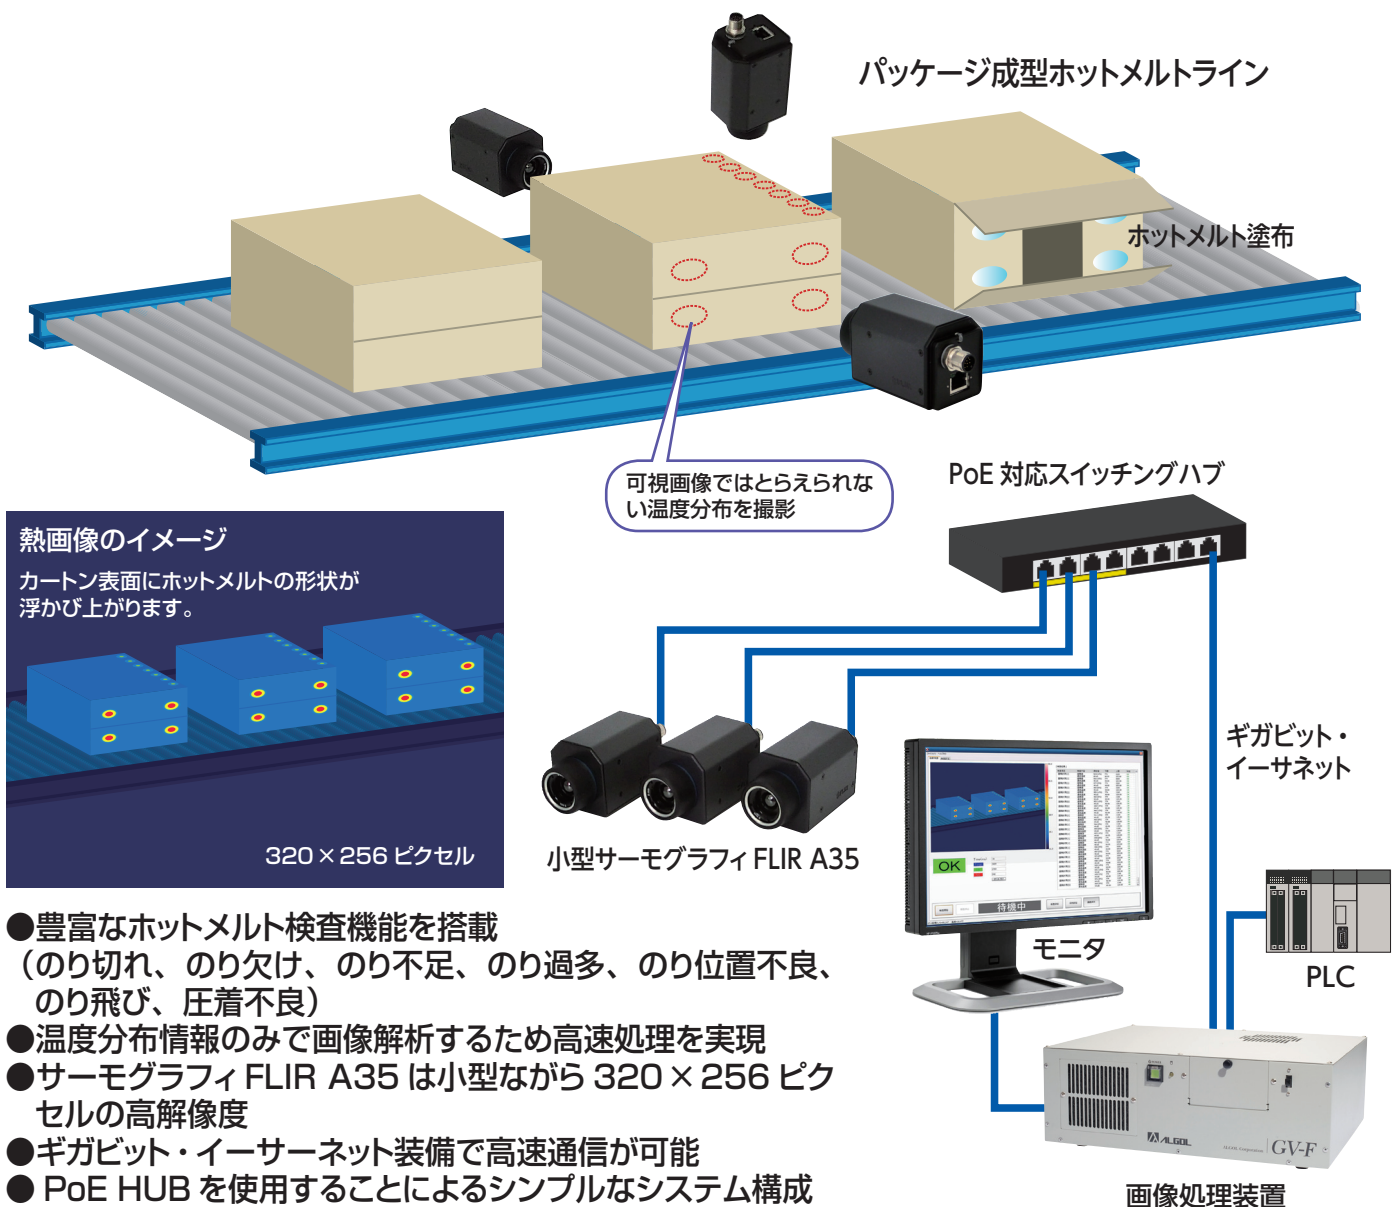 パッケージ成型ホットメルトライン
ホットメルト塗布
可視画像ではとらえられな
い温度分布を撮影
PoE 対応スイッチングハブ
熱画像のイメージ
カートン表面にホットメルトの形状が
浮かび上がります。
320×256 ピクセル
小型サーモグラフィ FLIR A35
ギガビット・
イーサネット
OK
待機中
モニタ
PLC
●豊富なホットメルト検査機能を搭載
（のり切れ、のり欠け、のり不足、のり過多、のり位置不良、
のり飛び、圧着不良）
●温度分布情報のみで画像解析するため高速処理を実現
●サーモグラフィ FLIR A35 は小型ながら 320×256 ピク
セルの高解像度
●ギガビット・イーサーネット装備で高速通信が可能
● PoE HUB を使用することによるシンプルなシステム構成
ALGOL
ALGOL Corporation
GV-F
画像処理装置